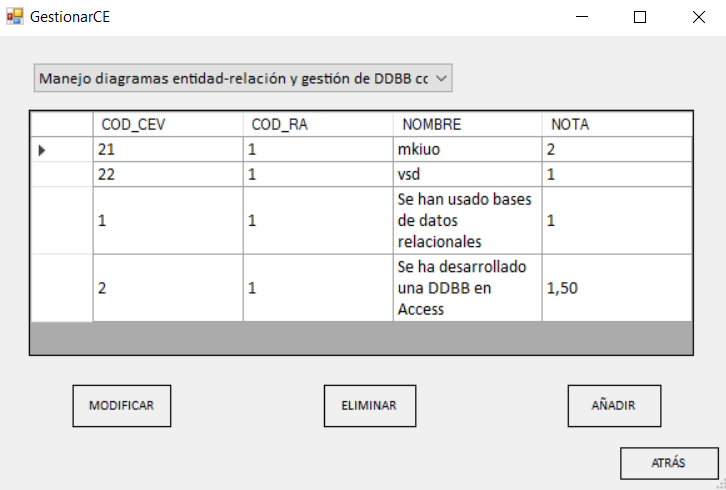 GestionarCE
Manejo diagramas entidad-relación y gestión de DDBB cc
COD_CEV COD_RA NOMBRE NOTA
21 1 mkiuo 2
22 1 vsd 1
1 1 Se han usado bases de datos relacionales 1
2 1 Se ha desarrollado una DDBB en Access 1,50
MODIFICAR ELIMINAR AÑADIR
ATRÁS